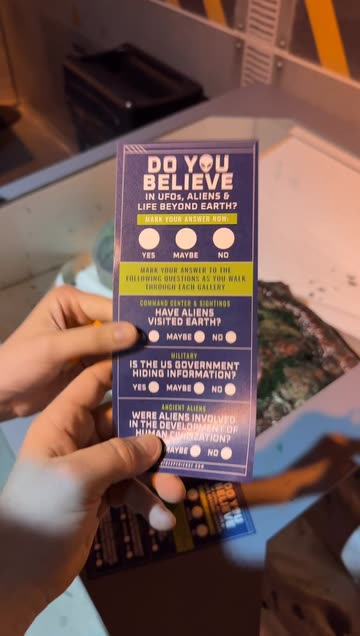 DO YOU
BELIEVE
IN UFOs, ALIENS &
LIFE BEYOND EARTH?
MARK YOUR ANSWER NOW:
YES MAYBE NO
MARK YOUR ANSWER TO THE
FOLLOWING QUESTIONS AS YOU WALK
THROUGH EACH GALLERY
COMMAND CENTER & SIGHTINGS
HAVE ALIENS
VISITED EARTH?
MAYBE NO
MILITARY
IS THE US GOVERNMENT
HIDING INFORMATION?
YES MAYBE NO
ANCIENT ALIENS
WERE ALIENS INVOLVED
IN THE DEVELOPMENT OF
HUMAN CIVILIZATION?
MAYBE NO